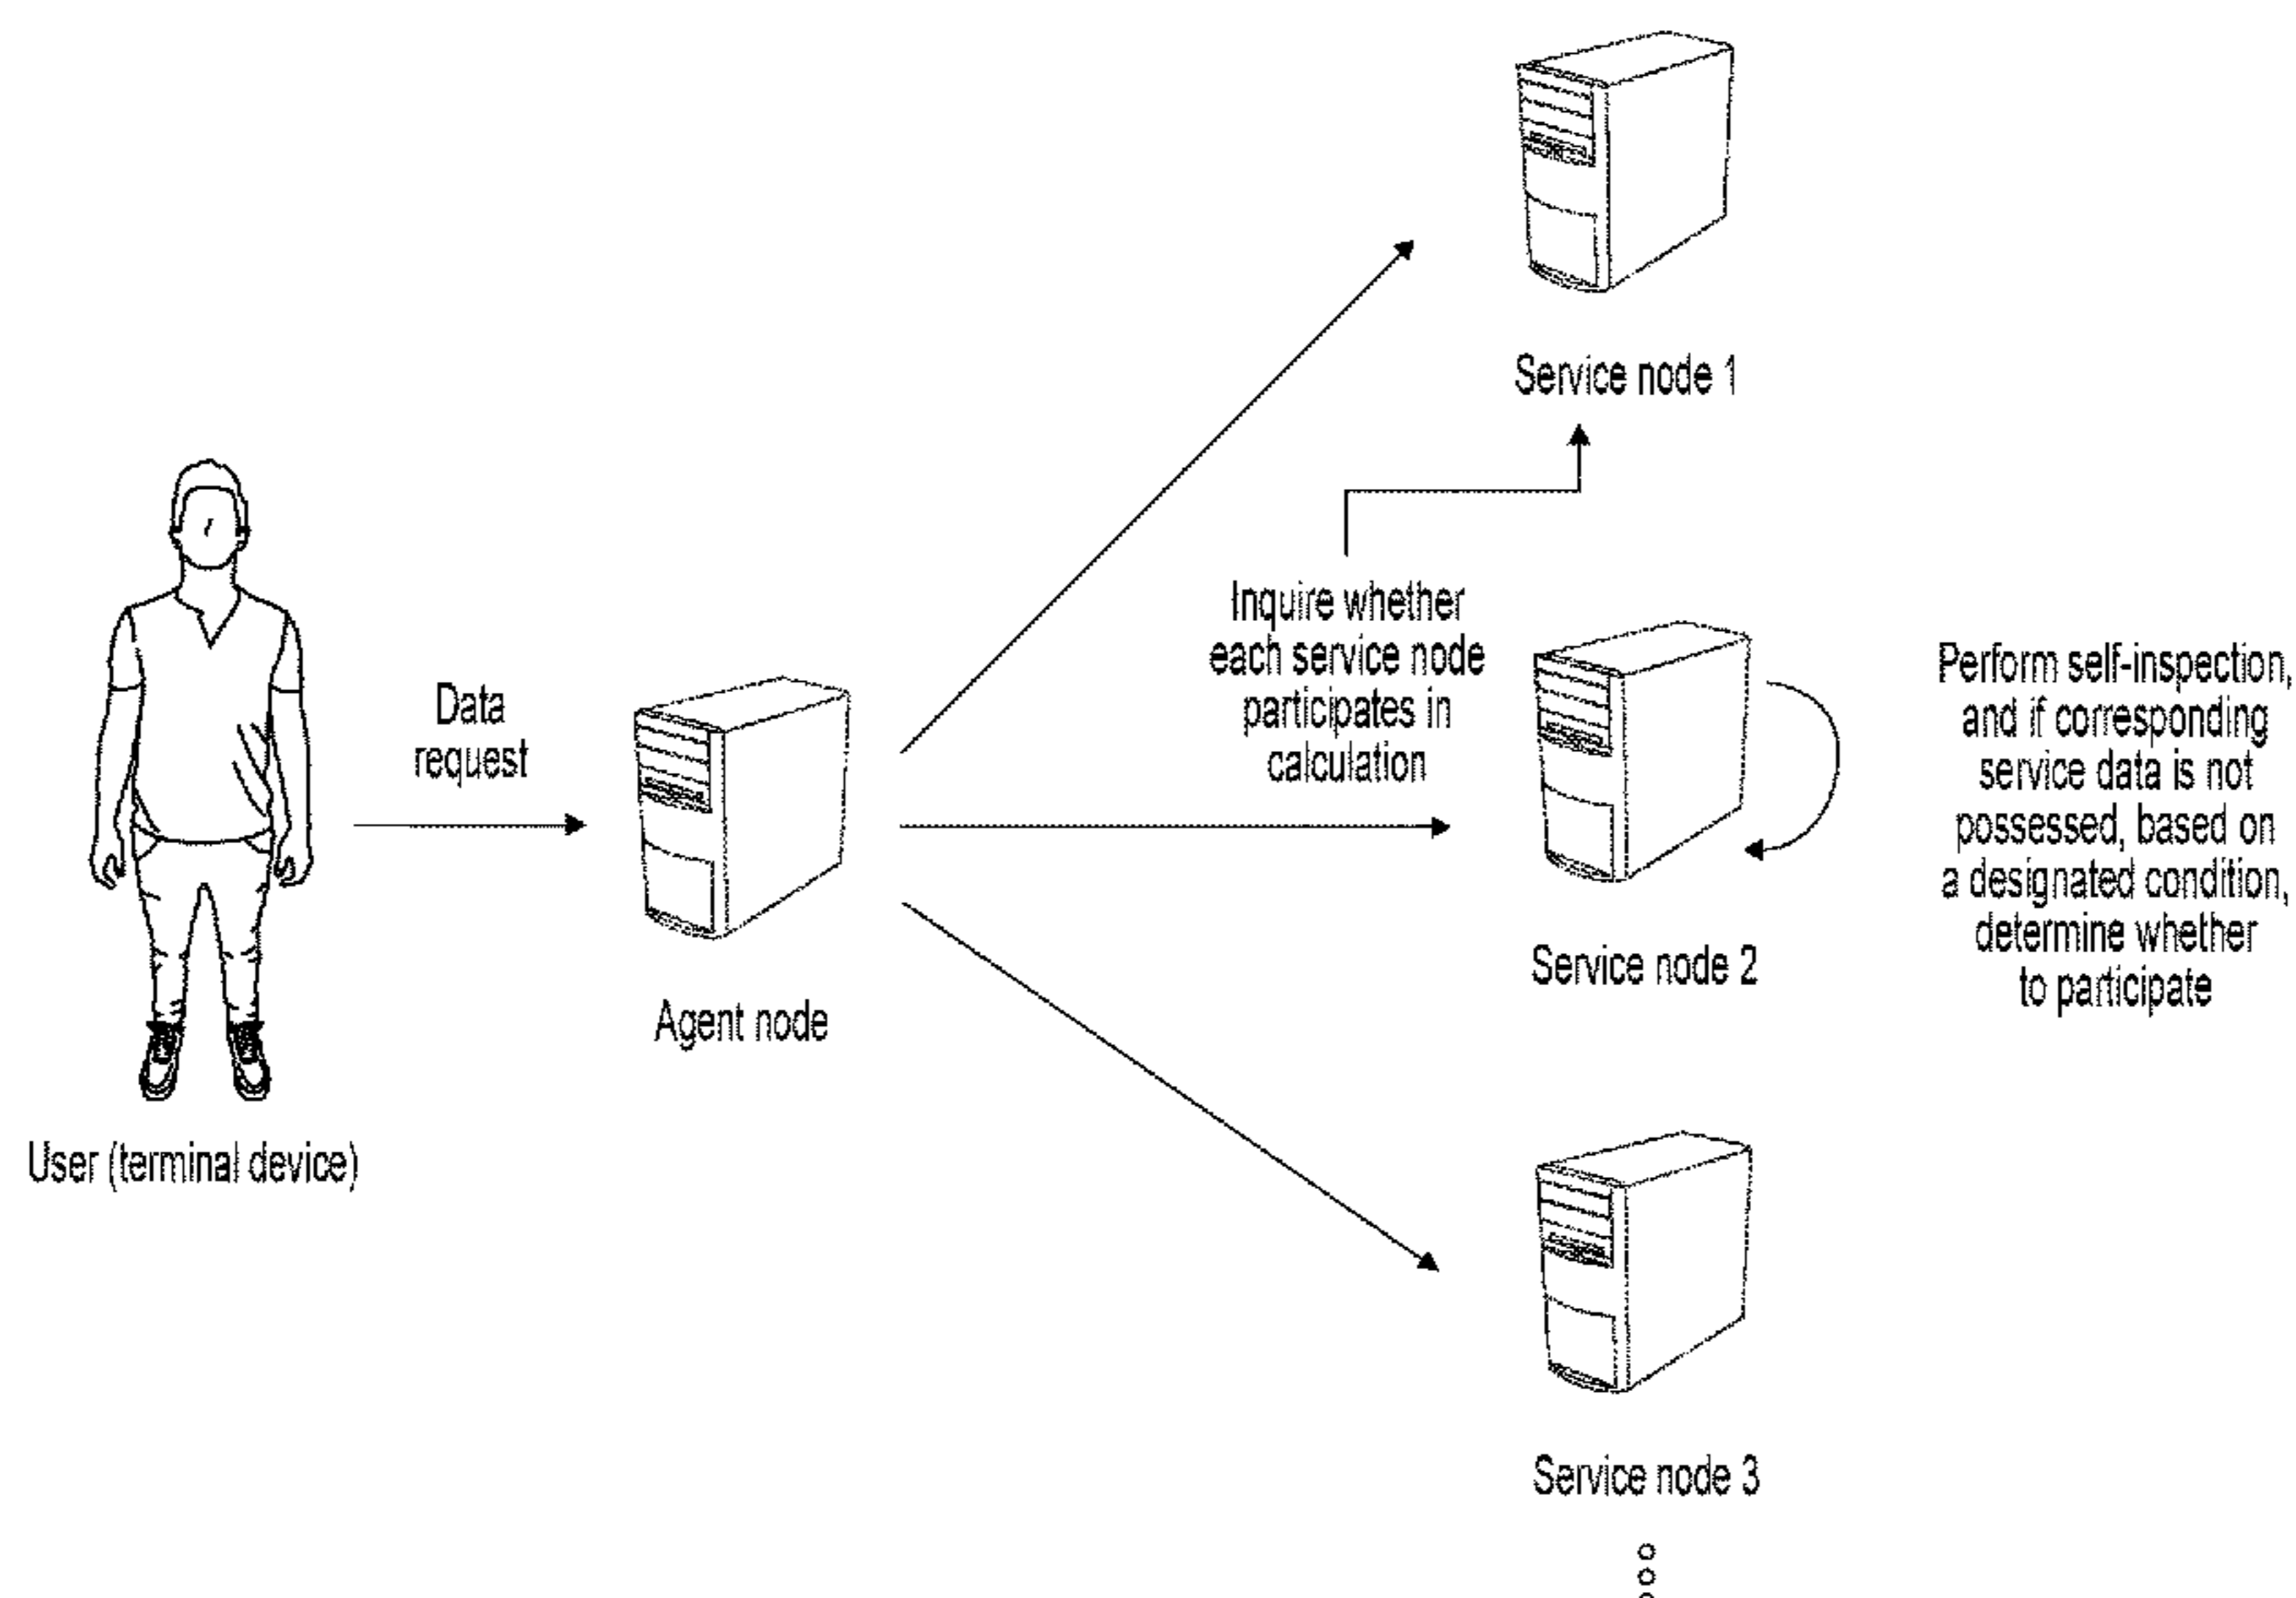 Service node 1
Inquire whether
each service node
participates in
calculation
Data
request
Perform self-inspection,
and if corresponding
service data is not
possessed, based on
a designated condition,
determine whether
to participate
Service node 2
Agent node
User (terminal device)
Service node 3